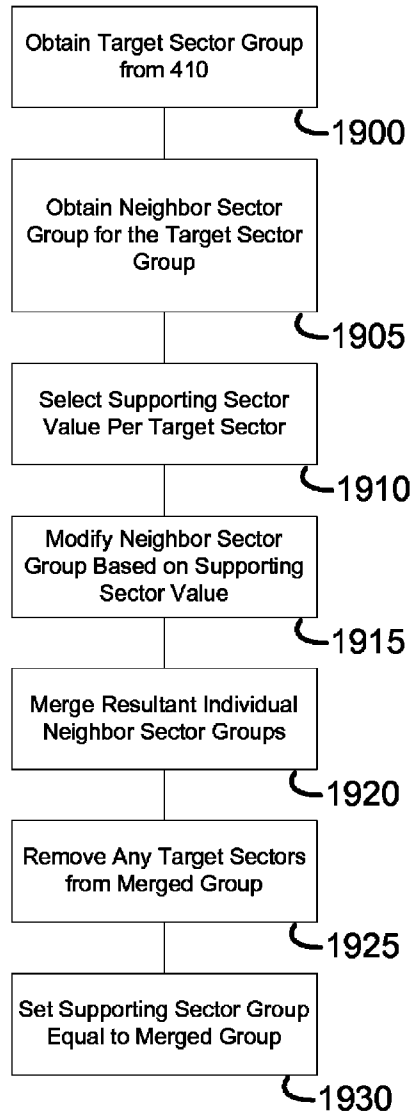 Obtain Target Sector Group
from 410
1900
Obtain Neighbor Sector
Group for the Target Sector
Group
1905
Select Supporting Sector
Value Per Target Sector
1910
Modify Neighbor Sector
Group Based on Supporting
Sector Value
1915
Merge Resultant Individual
Neighbor Sector Groups
1920
Remove Any Target Sectors
from Merged Group
1925
Set Supporting Sector Group
Equal to Merged Group
1930